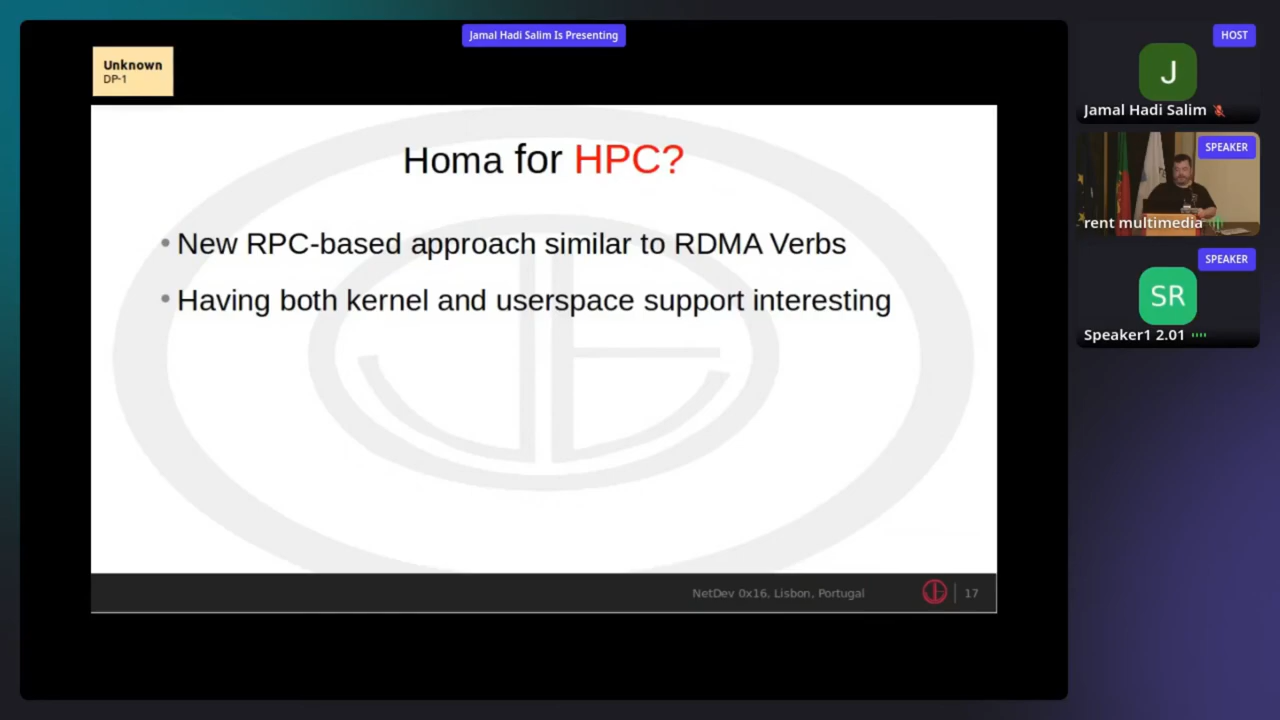 Jamal Hadi Salim Is Presenting
Unknown
DP-1
Homa for HPC?
• New RPC-based approach similar to RDMA Verbs
• Having both kernel and userspace support interesting
NetDev 0x16, Lisbon, Portugal
17
HOST
J
Jamal Hadi Salim
SPEAKER
rent multimedia
SPEAKER
SR
Speaker1 2.01